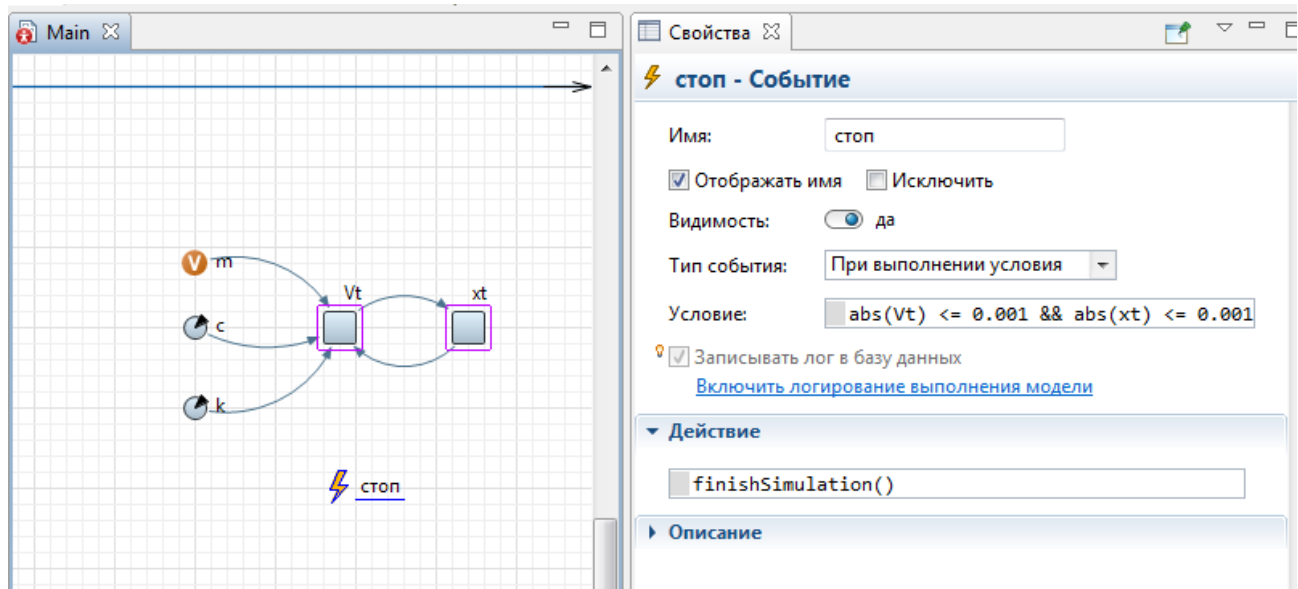 Main
m
Vt
xt
c
k
стоп
Свойства
стоп - Событие
Имя: стоп
Отображать имя Исключить
Видимость: да
Тип события: При выполнении условия
Условие: abs(Vt) <= 0.001 && abs(xt) <= 0.001
Записывать лог в базу данных
Включить логирование выполнения модели
Действие
finishSimulation()
Описание